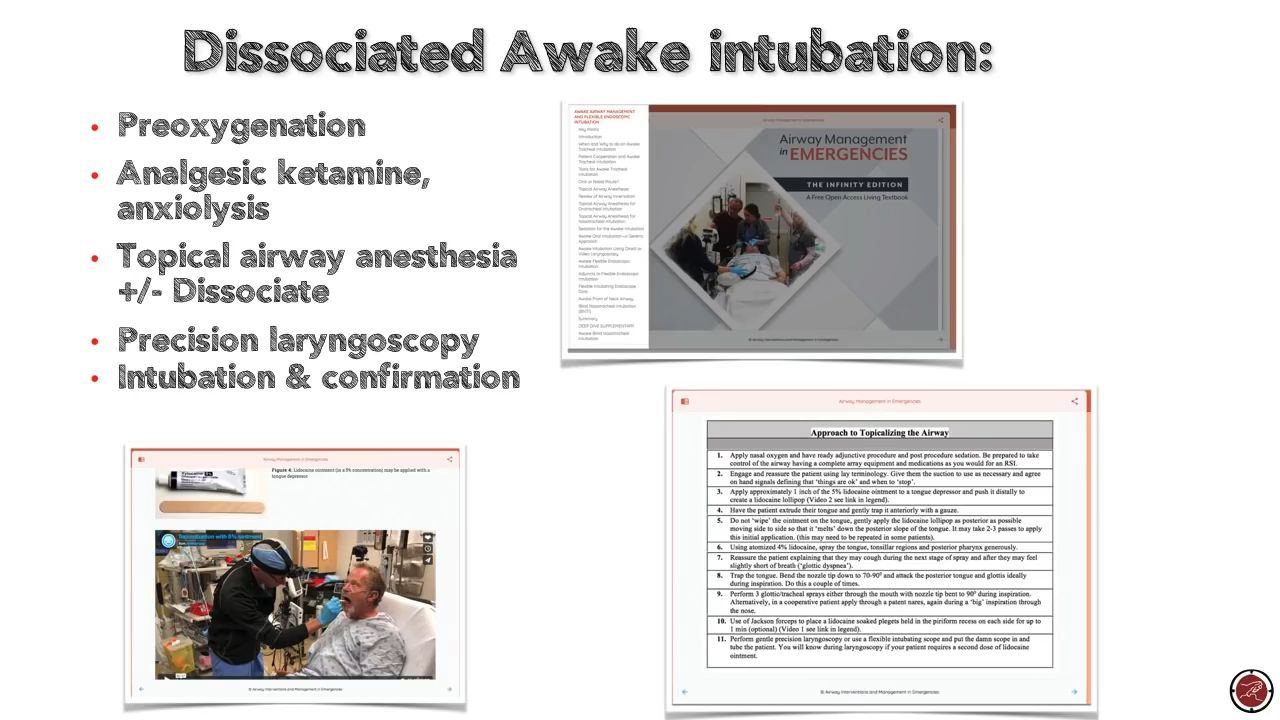 Dissociated Awake intubation:
• Preoxygenation
• Analgesic ketamine,
anxiolysis
• Topical airway anesthesia
+/- Dissociate
• Precision laryngoscopy
• Intubation & confirmation
AWAKE AIRWAY MANAGEMENT
AND FLEXIBLE ENDOSCOPIC
INTUBATION
Key Points
Introduction
When and Why to do an Awake
Tracheal Intubation
Patient Cooperation and Awake
Tracheal Intubation
Tools for Awake Tracheal
Intubation
Oral or Nasal Route?
Topical Airway Anesthesia
Review of Airway Innervation
Topical Airway Anesthesia for
Orotracheal Intubation
Topical Airway Anesthesia for
Nasotracheal Intubation
Sedation for the Awake Intubation
Awake Oral Intubation—a Generic
Approach
Awake Intubation Using Direct or
Video Laryngoscopy
Awake Flexible Endoscopic
Intubation
Adjuncts to Flexible Endoscopic
Intubation
Flexible Intubating Endoscope
Care
Awake Front of Neck Airway
Blind Nasotracheal Intubation
(BNTI)
Summary
DEEP DIVE SUPPLEMENTARY
Awake Blind Nasotracheal
Intubation
Airway Management in Emergencies
Airway Management
in EMERGENCIES
THE INFINITY EDITION
A Free Open Access Living Textbook
© Airway Interventions and Management in Emergencies
Airway Management in Emergencies
Xylocaine
ointment 5%
Figure 4: Lidocaine ointment (in a 5% concentration) may be applied with a
tongue depressor
Topicalization with 5% ointment
© Airway Interventions and Management in Emergencies
Airway Management in Emergencies
Approach to Topicalizing the Airway
1. Apply nasal oxygen and have ready adjunctive procedure and post procedure sedation. Be prepared to take
control of the airway having a complete array equipment and medications as you would for an RSI.
2. Engage and reassure the patient using lay terminology. Give them the suction to use as necessary and agree
on hand signals defining that ‘things are ok’ and when to ‘stop’.
3. Apply approximately 1 inch of the 5% lidocaine ointment to a tongue depressor and push it distally to
create a lidocaine lollipop (Video 2 see link in legend).
4. Have the patient extrude their tongue and gently trap it anteriorly with a gauze.
5. Do not ‘wipe’ the ointment on the tongue, gently apply the lidocaine lollipop as posterior as possible
moving side to side so that it ‘melts’ down the posterior slope of the tongue. It may take 2-3 passes to apply
this initial application. (this may need to be repeated in some patients).
6. Using atomized 4% lidocaine, spray the tongue, tonsillar regions and posterior pharynx generously.
7. Reassure the patient explaining that they may cough during the next stage of spray and after they may feel
slightly short of breath (‘glottic dyspnea’).
8. Trap the tongue. Bend the nozzle tip down to 70-90⁰ and attack the posterior tongue and glottis ideally
during inspiration. Do this a couple of times.
9. Perform 3 glottic/tracheal sprays either through the mouth with nozzle tip bent to 90⁰ during inspiration.
Alternatively, in a cooperative patient apply through a patent nares, again during a ‘big’ inspiration through
the nose.
10. Use of Jackson forceps to place a lidocaine soaked plegets held in the piriform recess on each side for up to
1 min (optional) (Video 1 see link in legend).
11. Perform gentle precision laryngoscopy or use a flexible intubating scope and put the damn scope in and
tube the patient. You will know during laryngoscopy if your patient requires a second dose of lidocaine
ointment.
© Airway Interventions and Management in Emergencies